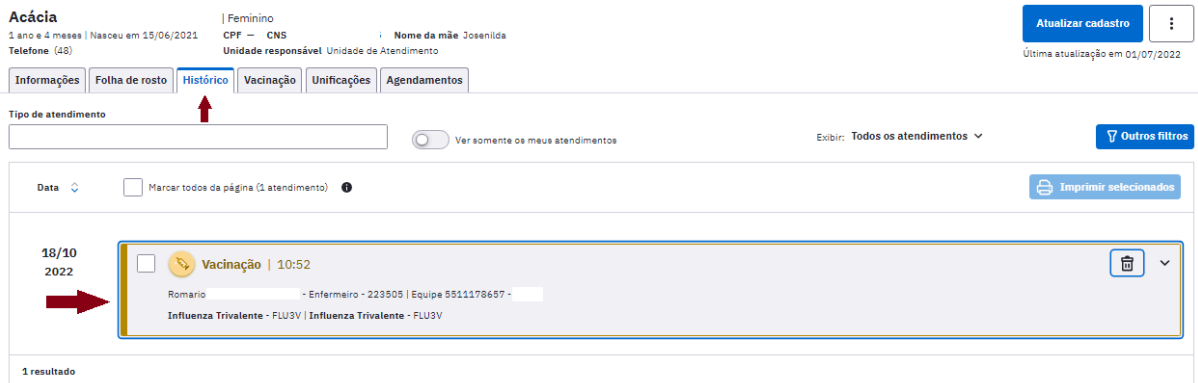 Acácia | Feminino
1 ano e 4 meses | Nasceu em 15/06/2021 CPF — CNS Nome da mãe Josenilda
Telefone (48) Unidade responsável Unidade de Atendimento
Atualizar cadastro
Última atualização em 01/07/2022
Informações Folha de rosto Histórico Vacinação Unificações Agendamentos
Tipo de atendimento
Ver somente os meus atendimentos
Exibir: Todos os atendimentos
Outros filtros
Data Marcar todos da página (1 atendimento) Imprimir selecionados
18/10
2022
Vacinação | 10:52
Romario - Enfermeiro - 223505 | Equipe 5511178657 -
Influenza Trivalente - FLU3V | Influenza Trivalente - FLU3V
1 resultado